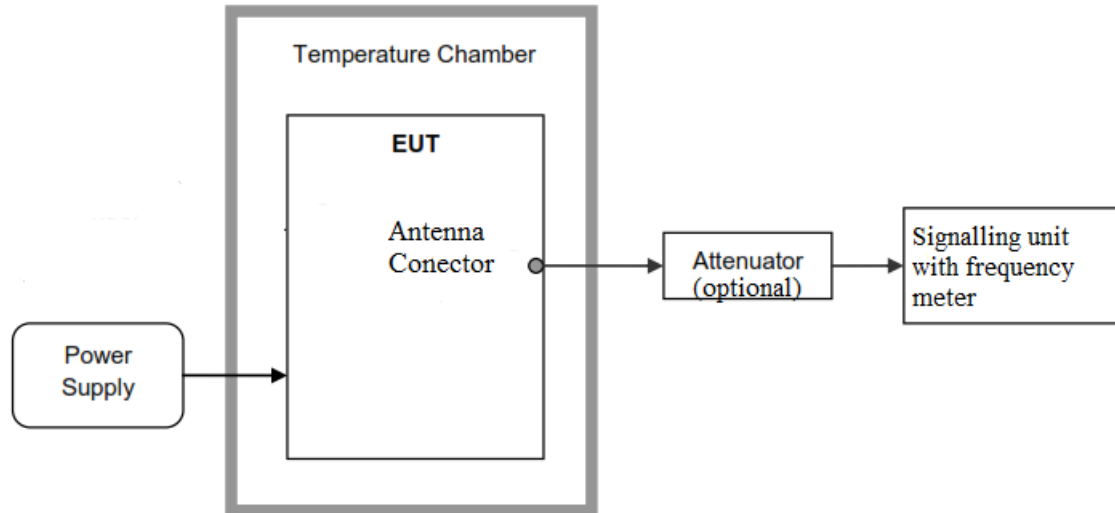 Temperature Chamber
EUT
Antenna
Conector
Attenuator
(optional)
Signalling unit
with frequency
meter
Power
Supply